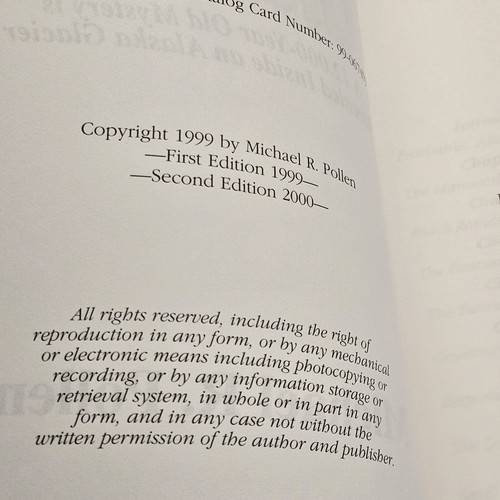 Card Number: 99-
Copyright 1999 by Michael R. Pollen
—First Edition 1999—
—Second Edition 2000—
All rights reserved, including the right of
reproduction in any form, or by any mechanical
or electronic means including photocopying or
recording, or by any information storage or
retrieval system, in whole or in part in any
form, and in any case not without the
written permission of the author and publisher.